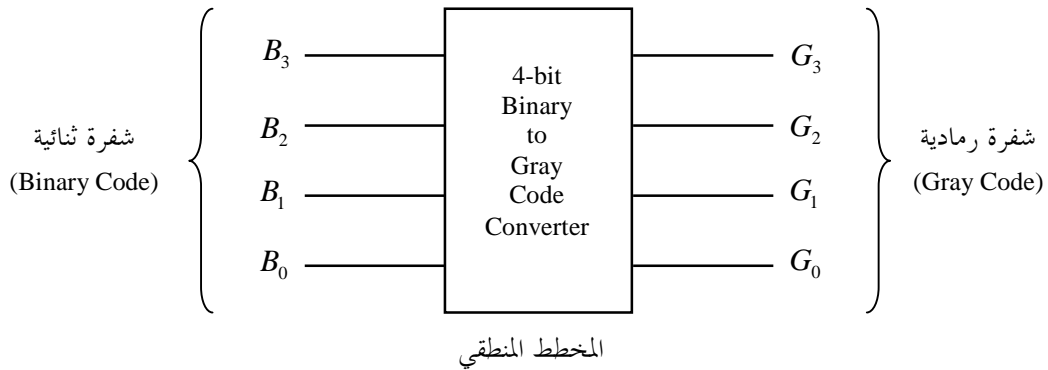 شفرة ثنائية
(Binary Code)
B₃
B₂
B₁
B₀
4-bit
Binary
to
Gray
Code
Converter
G₃
G₂
G₁
G₀
شفرة رمادية
(Gray Code)
المخطط المنطقي